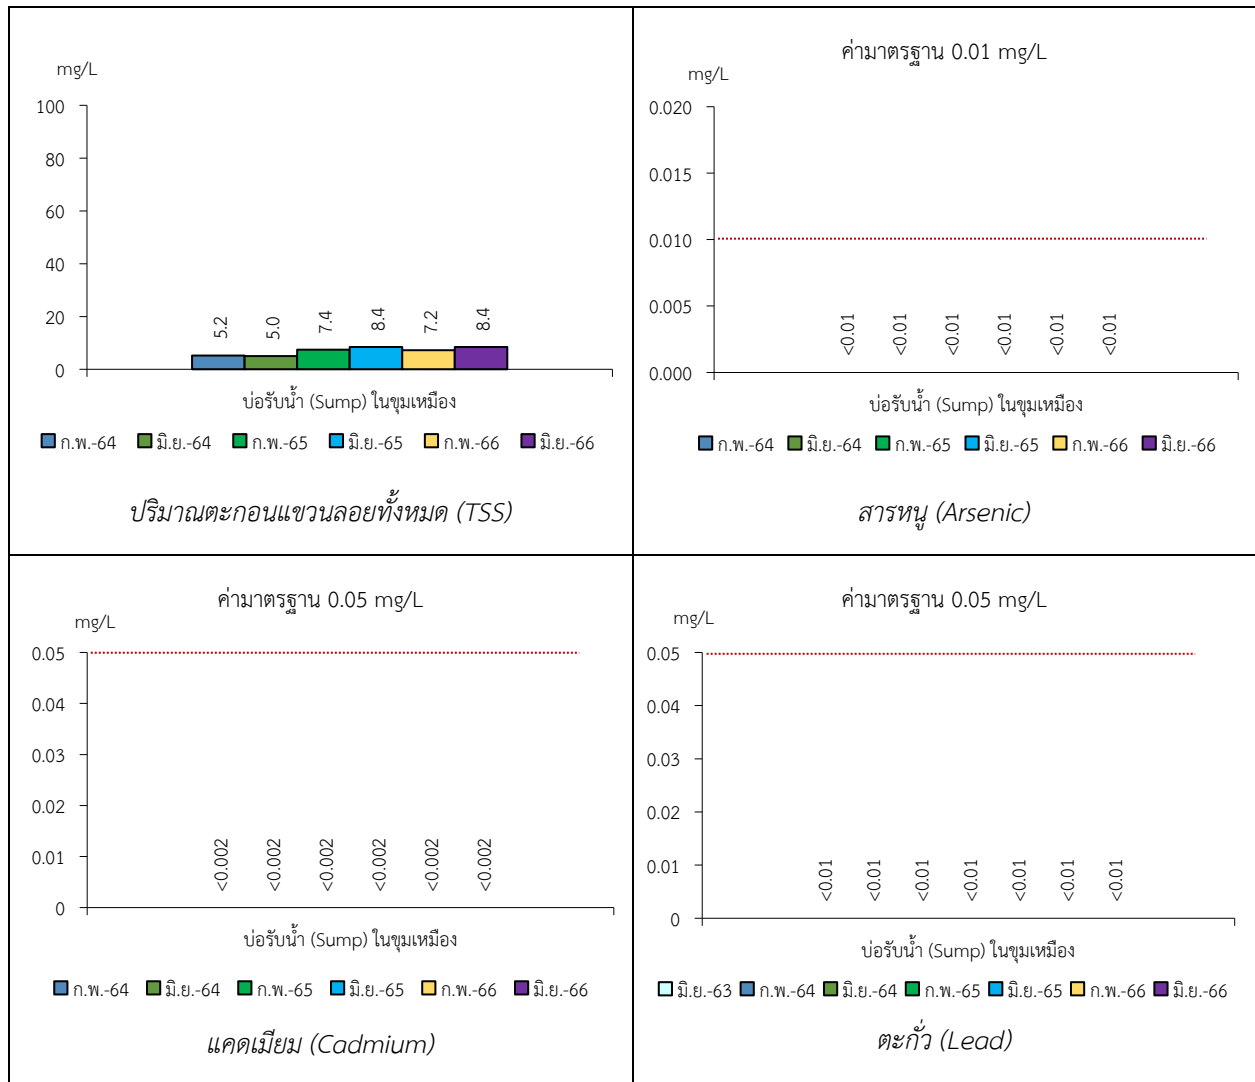 mg/L
100
80
60
40
20
0
5.2
5.0
7.4
8.4
7.2
8.4
บ่อรับน้ำ (Sump) ในขุมเหมือง
ก.พ.-64 มิ.ย.-64 ก.พ.-65 มิ.ย.-65 ก.พ.-66 มิ.ย.-66
ปริมาณตะกอนแขวนลอยทั้งหมด (TSS)
ค่ามาตรฐาน 0.01 mg/L
mg/L
0.020
0.015
0.010
0.005
0.000
<0.01
<0.01
<0.01
<0.01
<0.01
<0.01
บ่อรับน้ำ (Sump) ในขุมเหมือง
ก.พ.-64 มิ.ย.-64 ก.พ.-65 มิ.ย.-65 ก.พ.-66 มิ.ย.-66
สารหนู (Arsenic)
ค่ามาตรฐาน 0.05 mg/L
mg/L
0.05
0.04
0.03
0.02
0.01
0
<0.002
<0.002
<0.002
<0.002
<0.002
<0.002
บ่อรับน้ำ (Sump) ในขุมเหมือง
ก.พ.-64 มิ.ย.-64 ก.พ.-65 มิ.ย.-65 ก.พ.-66 มิ.ย.-66
แคดเมียม (Cadmium)
ค่ามาตรฐาน 0.05 mg/L
mg/L
0.05
0.04
0.03
0.02
0.01
0
<0.01
<0.01
<0.01
<0.01
<0.01
<0.01
<0.01
บ่อรับน้ำ (Sump) ในขุมเหมือง
มิ.ย.-63 ก.พ.-64 มิ.ย.-64 ก.พ.-65 มิ.ย.-65 ก.พ.-66 มิ.ย.-66
ตะกั่ว (Lead)